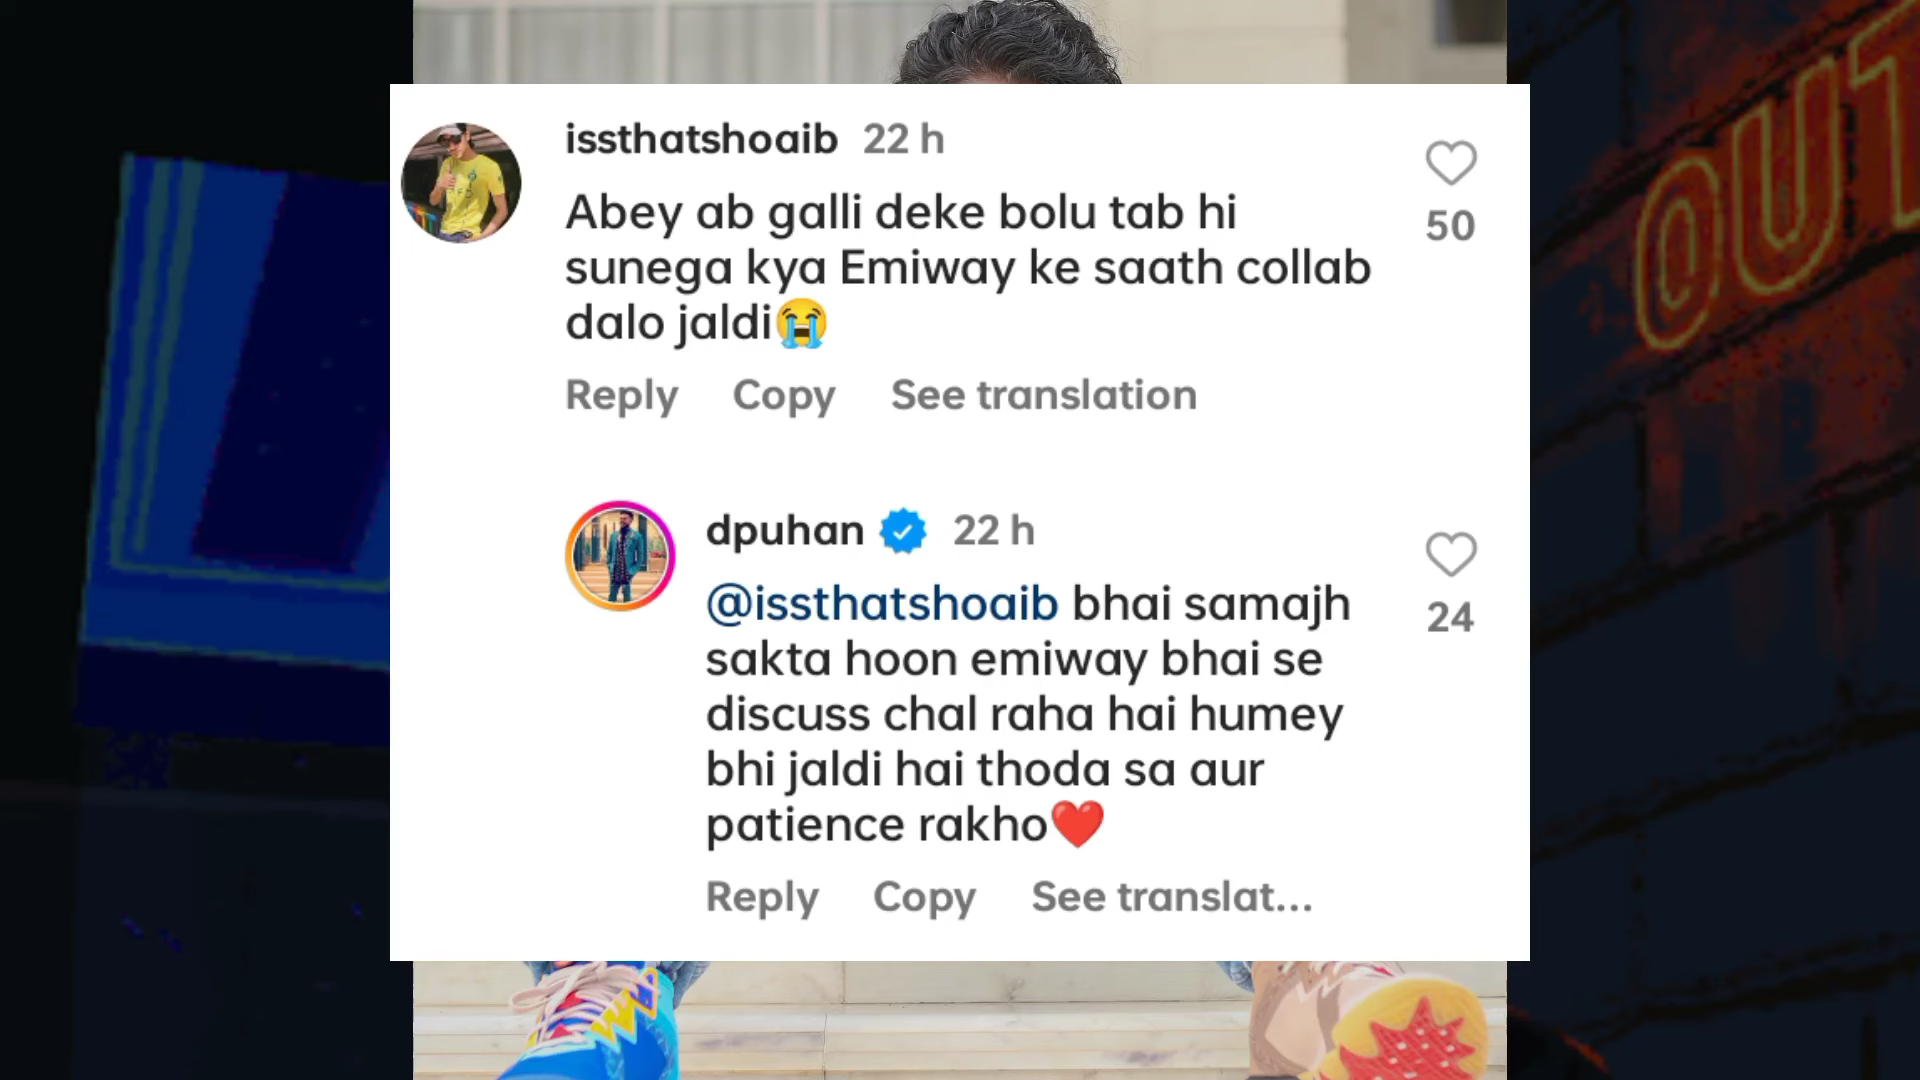 issthatshoaib 22 h
Abey ab galli deke bolu tab hi
sunega kya Emiway ke saath collab
dalo jaldi😭
50
Reply Copy See translation
dpuhan 22 h
@issthatshoaib bhai samajh
sakta hoon emiway bhai se
discuss chal raha hai humey
bhi jaldi hai thoda sa aur
patience rakho❤️
24
Reply Copy See translat...
OUT